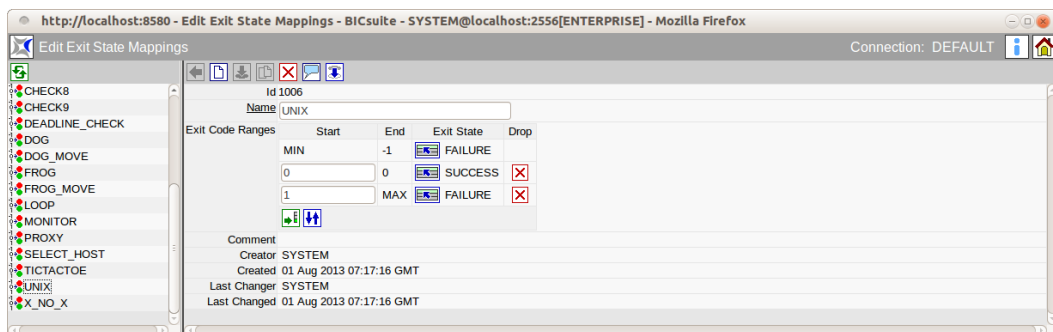 http://localhost:8580 - Edit Exit State Mappings - BICsuite - SYSTEM@localhost:2556[ENTERPRISE] - Mozilla Firefox
Edit Exit State Mappings Connection: DEFAULT
CHECK8
CHECK9
DEADLINE_CHECK
DOG
DOG_MOVE
FROG
FROG_MOVE
LOOP
MONITOR
PROXY
SELECT_HOST
TICTACTOE
UNIX
X_NO_X
Id 1006
Name UNIX
Exit Code Ranges Start End Exit State Drop
MIN -1 FAILURE
0 0 SUCCESS
1 MAX FAILURE
Comment
Creator SYSTEM
Created 01 Aug 2013 07:17:16 GMT
Last Changer SYSTEM
Last Changed 01 Aug 2013 07:17:16 GMT